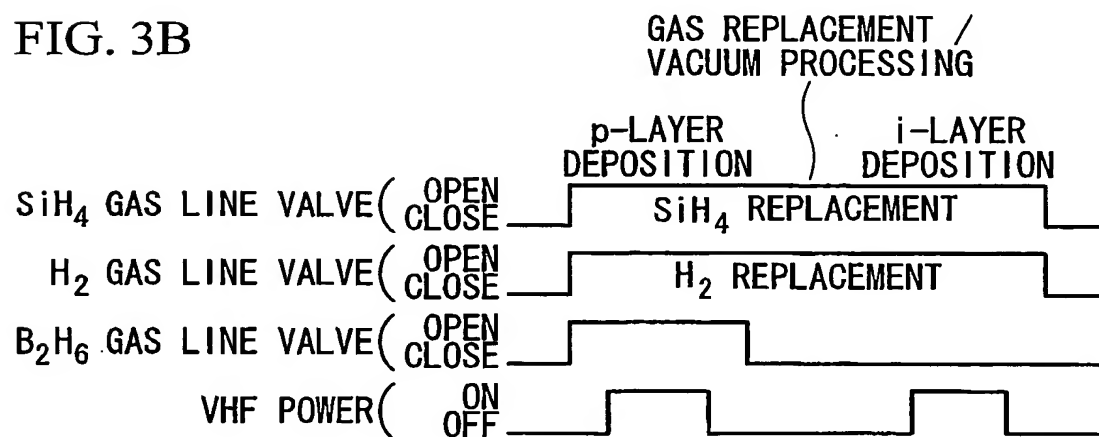 FIG. 3B
GAS REPLACEMENT /
VACUUM PROCESSING
p-LAYER
DEPOSITION
i-LAYER
DEPOSITION
SiH4 GAS LINE VALVE( OPEN
CLOSE
SiH4 REPLACEMENT
H2 GAS LINE VALVE( OPEN
CLOSE
H2 REPLACEMENT
B2H6 GAS LINE VALVE( OPEN
CLOSE
VHF POWER( ON
OFF